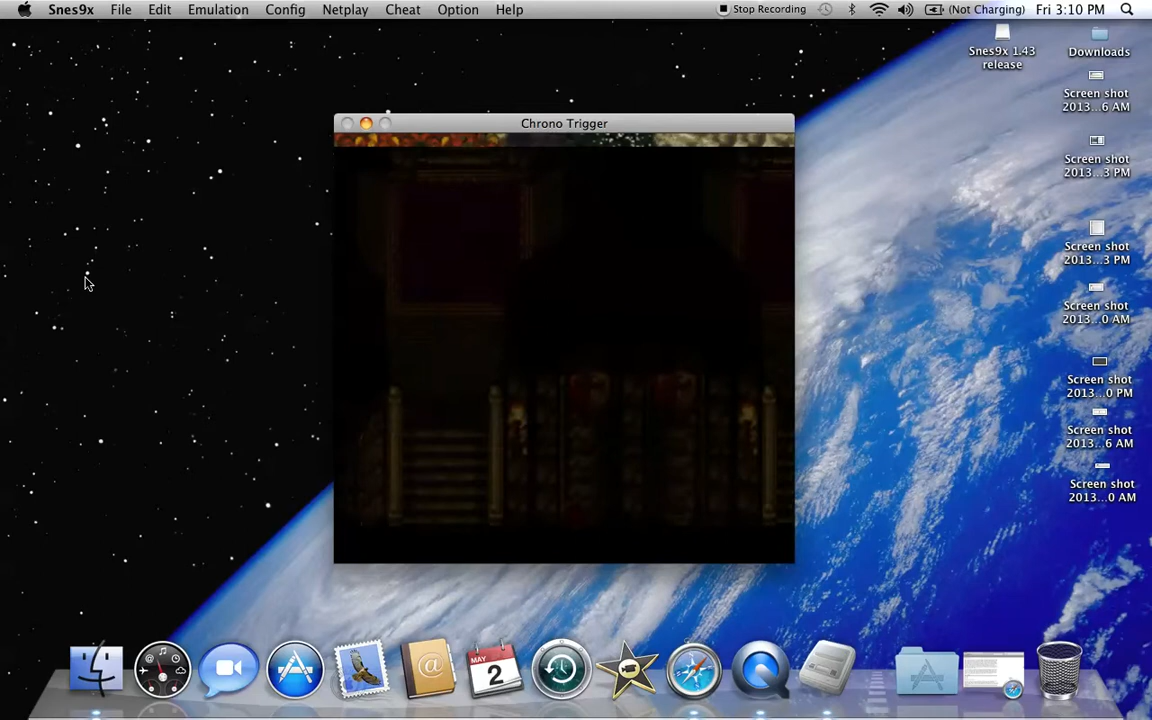 Snes9x File Edit Emulation Config Netplay Cheat Option Help Stop Recording (Not Charging) Fri 3:10 PM
Snes9x 1.43
release
Downloads
Screen shot
2013...6 AM
Screen shot
2013...3 PM
Screen shot
2013...3 PM
Screen shot
2013...0 AM
Screen shot
2013...0 PM
Screen shot
2013...6 AM
Screen shot
2013...0 AM
Chrono Trigger
MAY
2